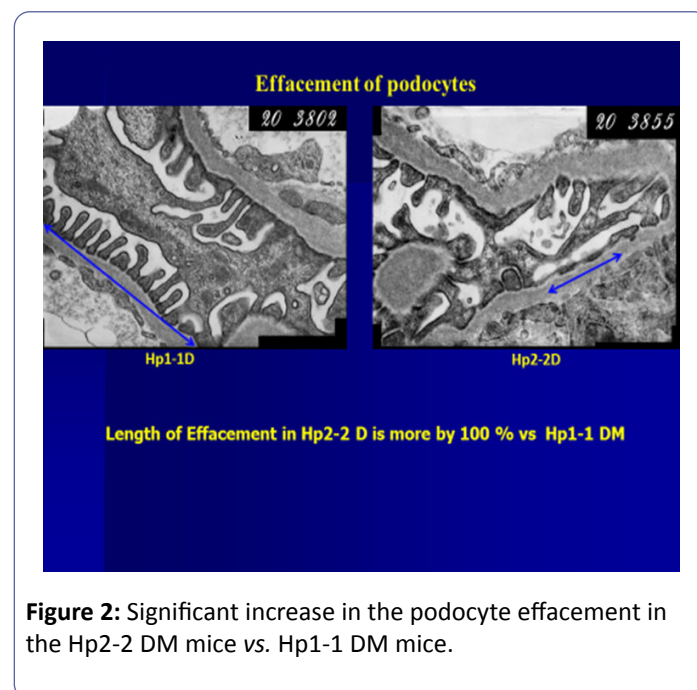 Effacement of podocytes
20 3802
20 3855
Hp1-1D
Hp2-2D
Length of Effacement in Hp2-2 D is more by 100 % vs Hp1-1 DM
Figure 2: Significant increase in the podocyte effacement in
the Hp2-2 DM mice vs. Hp1-1 DM mice.